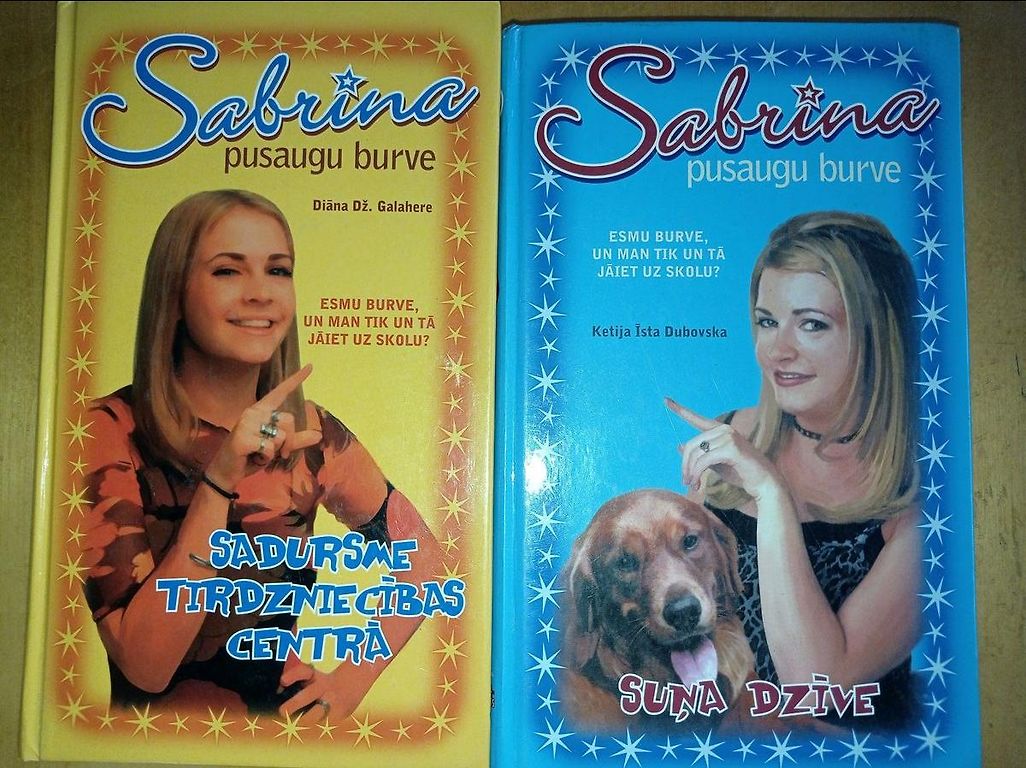 Sabrina
pusaugu burve
Diāna Dž. Galahere
ESMU BURVE,
UN MAN TIK UN TĀ
JĀIET UZ SKOLU?
SADURSME
TIRDZNIECĪBAS
CENTRĀ
Sabrina
pusaugu burve
ESMU BURVE,
UN MAN TIK UN TĀ
JĀIET UZ SKOLU?
Ketija Īsta Dubovska
SUŅA DZĪVE